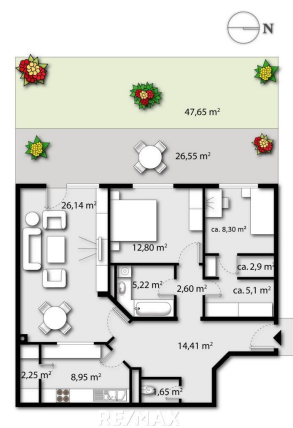 N
47,65 m²
26,55 m²
26,14 m²
ca. 8,30 m²
12,80 m²
ca. 2,9 m²
5,22 m²
2,60 m²
ca. 5,1 m²
14,41 m²
2,25 m²
8,95 m²
1,65 m²
RE/MAX